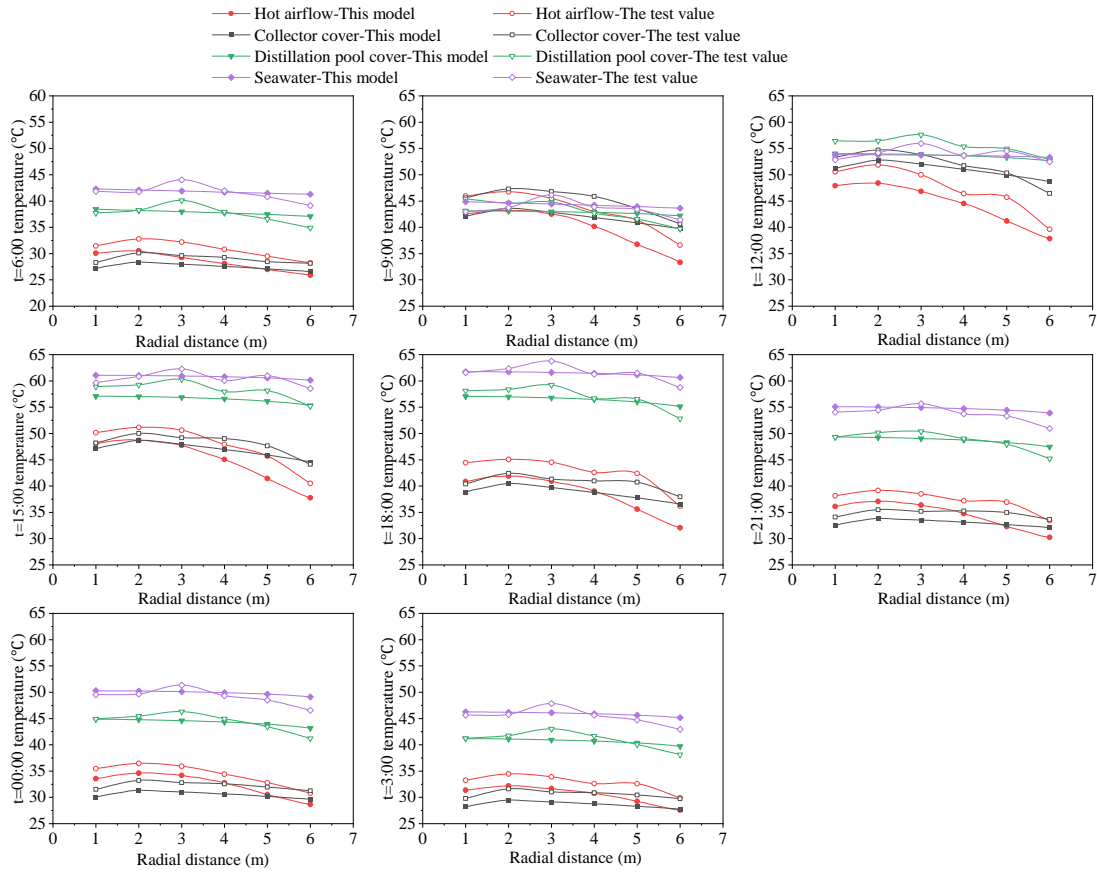 Hot airflow-This model Hot airflow-The test value
Collector cover-This model Collector cover-The test value
Distillation pool cover-This model Distillation pool cover-The test value
Seawater-This model Seawater-The test value
t=6:00 temperature (℃)
60
55
50
45
40
35
30
25
20
0 1 2 3 4 5 6 7
Radial distance (m)
t=9:00 temperature (℃)
65
60
55
50
45
40
35
30
25
0 1 2 3 4 5 6 7
Radial distance (m)
t=12:00 temperature (℃)
65
60
55
50
45
40
35
30
25
0 1 2 3 4 5 6 7
Radial distance (m)
t=15:00 temperature (℃)
65
60
55
50
45
40
35
30
25
0 1 2 3 4 5 6 7
Radial distance (m)
t=18:00 temperature (℃)
65
60
55
50
45
40
35
30
25
0 1 2 3 4 5 6 7
Radial distance (m)
t=21:00 temperature (℃)
65
60
55
50
45
40
35
30
25
0 1 2 3 4 5 6 7
Radial distance (m)
t=00:00 temperature (℃)
65
60
55
50
45
40
35
30
25
0 1 2 3 4 5 6 7
Radial distance (m)
t=3:00 temperature (℃)
65
60
55
50
45
40
35
30
25
0 1 2 3 4 5 6 7
Radial distance (m)